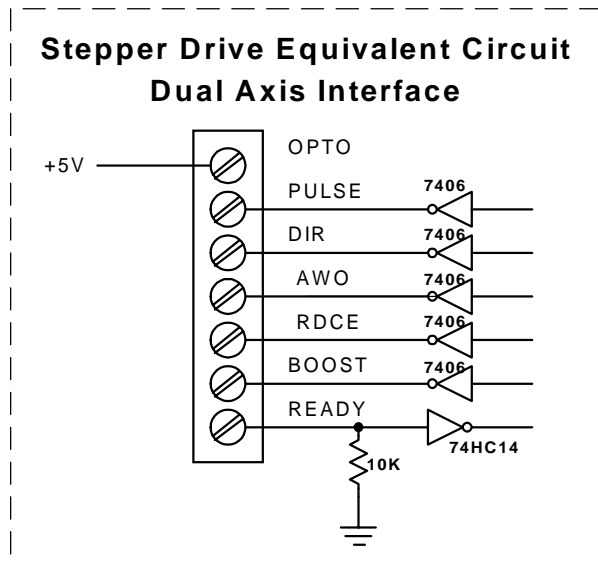 Stepper Drive Equivalent Circuit
Dual Axis Interface
OPTO
+5V
PULSE
7406
DIR
7406
AWO
7406
RDCE
7406
BOOST
7406
READY
74HC14
10K